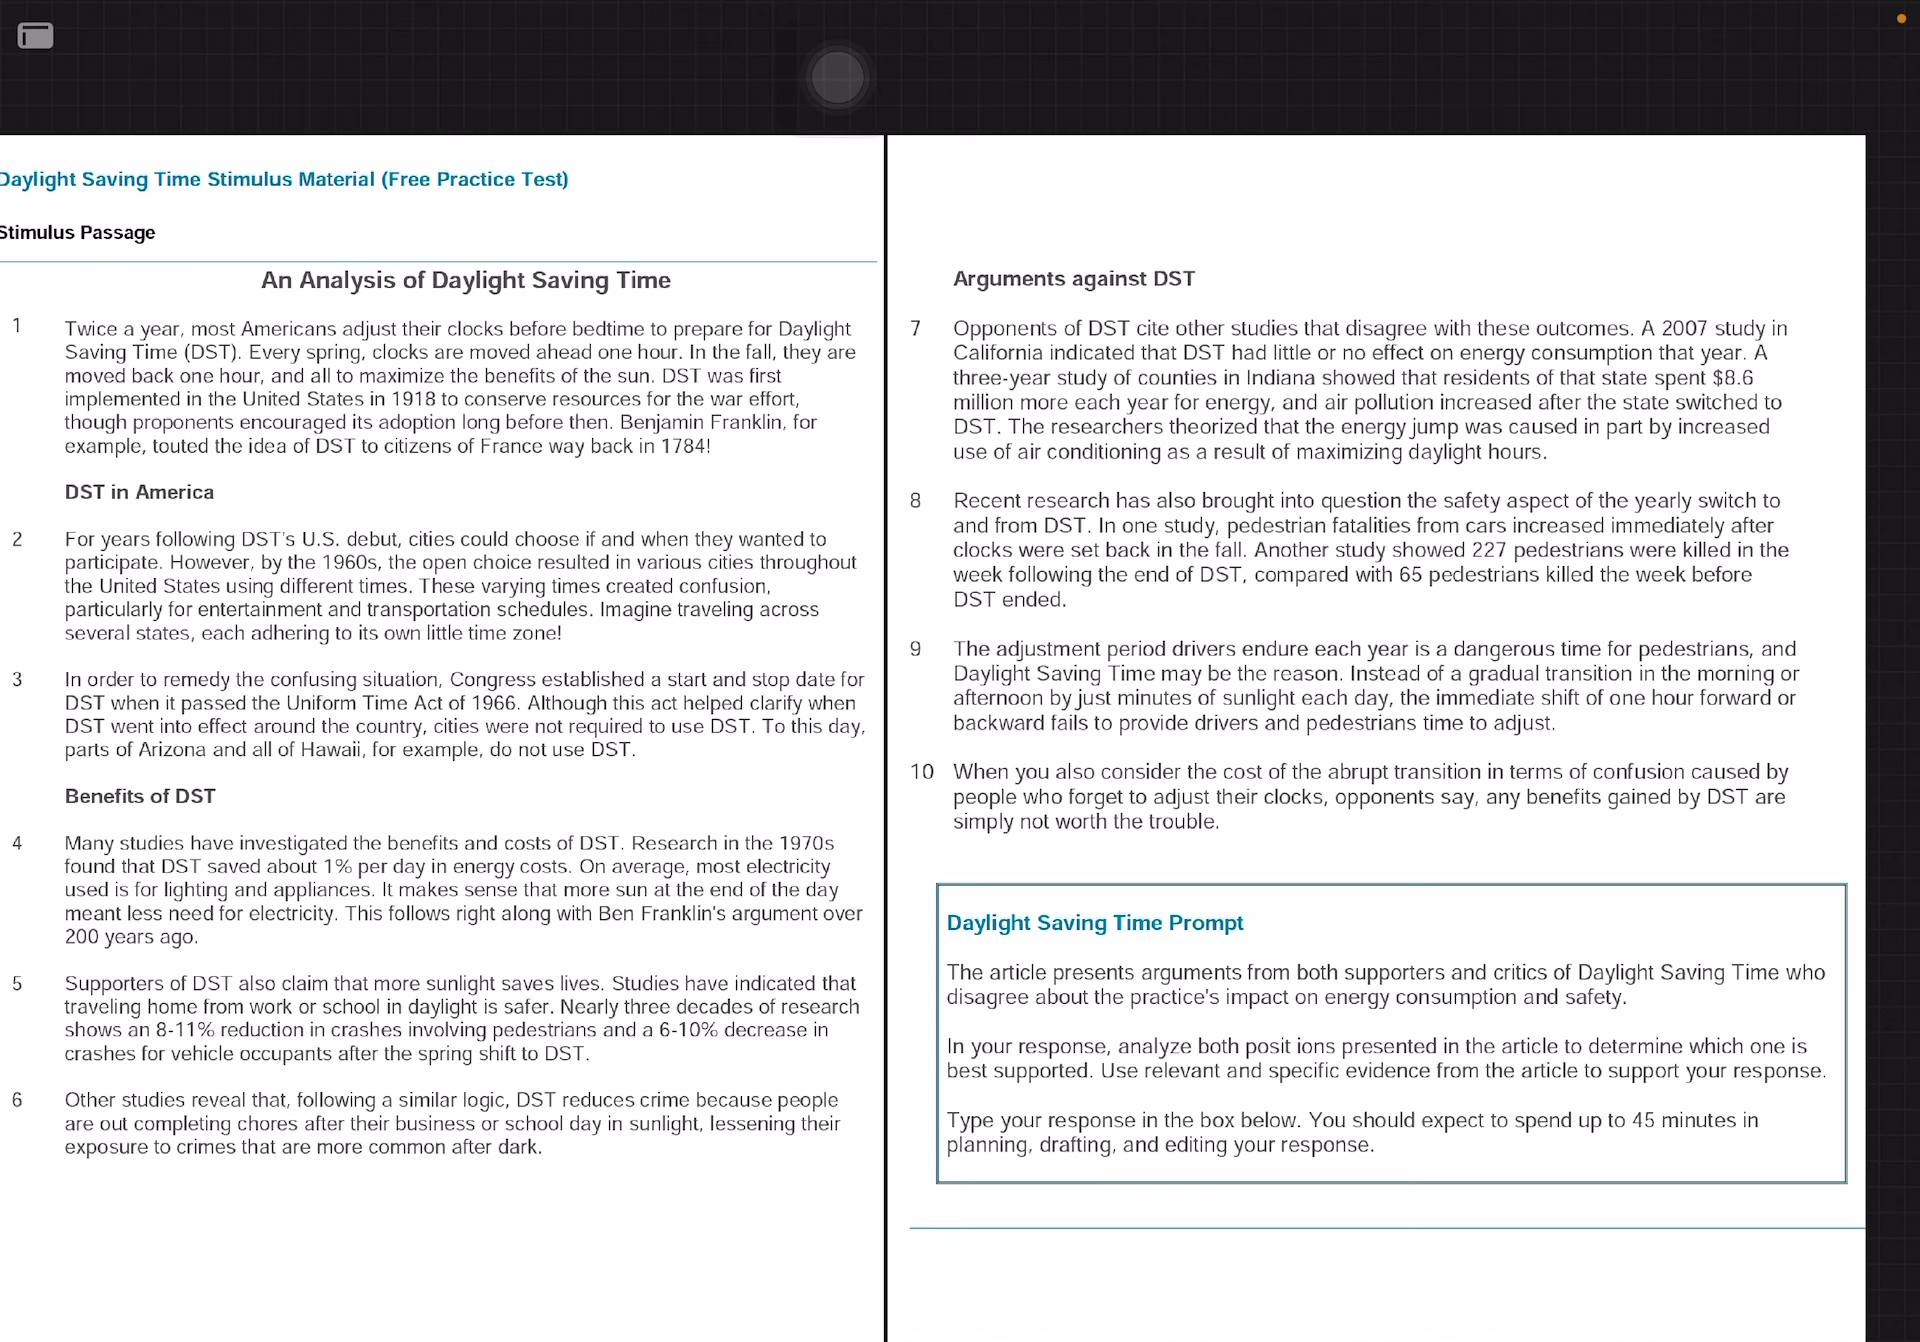 Daylight Saving Time Stimulus Material (Free Practice Test)
Stimulus Passage
An Analysis of Daylight Saving Time
1 Twice a year, most Americans adjust their clocks before bedtime to prepare for Daylight
Saving Time (DST). Every spring, clocks are moved ahead one hour. In the fall, they are
moved back one hour, and all to maximize the benefits of the sun. DST was first
implemented in the United States in 1918 to conserve resources for the war effort,
though proponents encouraged its adoption long before then. Benjamin Franklin, for
example, touted the idea of DST to citizens of France way back in 1784!
DST in America
2 For years following DST's U.S. debut, cities could choose if and when they wanted to
participate. However, by the 1960s, the open choice resulted in various cities throughout
the United States using different times. These varying times created confusion,
particularly for entertainment and transportation schedules. Imagine traveling across
several states, each adhering to its own little time zone!
3 In order to remedy the confusing situation, Congress established a start and stop date for
DST when it passed the Uniform Time Act of 1966. Although this act helped clarify when
DST went into effect around the country, cities were not required to use DST. To this day,
parts of Arizona and all of Hawaii, for example, do not use DST.
Benefits of DST
4 Many studies have investigated the benefits and costs of DST. Research in the 1970s
found that DST saved about 1% per day in energy costs. On average, most electricity
used is for lighting and appliances. It makes sense that more sun at the end of the day
meant less need for electricity. This follows right along with Ben Franklin's argument over
200 years ago.
5 Supporters of DST also claim that more sunlight saves lives. Studies have indicated that
traveling home from work or school in daylight is safer. Nearly three decades of research
shows an 8-11% reduction in crashes involving pedestrians and a 6-10% decrease in
crashes for vehicle occupants after the spring shift to DST.
6 Other studies reveal that, following a similar logic, DST reduces crime because people
are out completing chores after their business or school day in sunlight, lessening their
exposure to crimes that are more common after dark.
Arguments against DST
7 Opponents of DST cite other studies that disagree with these outcomes. A 2007 study in
California indicated that DST had little or no effect on energy consumption that year. A
three-year study of counties in Indiana showed that residents of that state spent $8.6
million more each year for energy, and air pollution increased after the state switched to
DST. The researchers theorized that the energy jump was caused in part by increased
use of air conditioning as a result of maximizing daylight hours.
8 Recent research has also brought into question the safety aspect of the yearly switch to
and from DST. In one study, pedestrian fatalities from cars increased immediately after
clocks were set back in the fall. Another study showed 227 pedestrians were killed in the
week following the end of DST, compared with 65 pedestrians killed the week before
DST ended.
9 The adjustment period drivers endure each year is a dangerous time for pedestrians, and
Daylight Saving Time may be the reason. Instead of a gradual transition in the morning or
afternoon by just minutes of sunlight each day, the immediate shift of one hour forward or
backward fails to provide drivers and pedestrians time to adjust.
10 When you also consider the cost of the abrupt transition in terms of confusion caused by
people who forget to adjust their clocks, opponents say, any benefits gained by DST are
simply not worth the trouble.
Daylight Saving Time Prompt
The article presents arguments from both supporters and critics of Daylight Saving Time who
disagree about the practice's impact on energy consumption and safety.
In your response, analyze both posit ions presented in the article to determine which one is
best supported. Use relevant and specific evidence from the article to support your response.
Type your response in the box below. You should expect to spend up to 45 minutes in
planning, drafting, and editing your response.